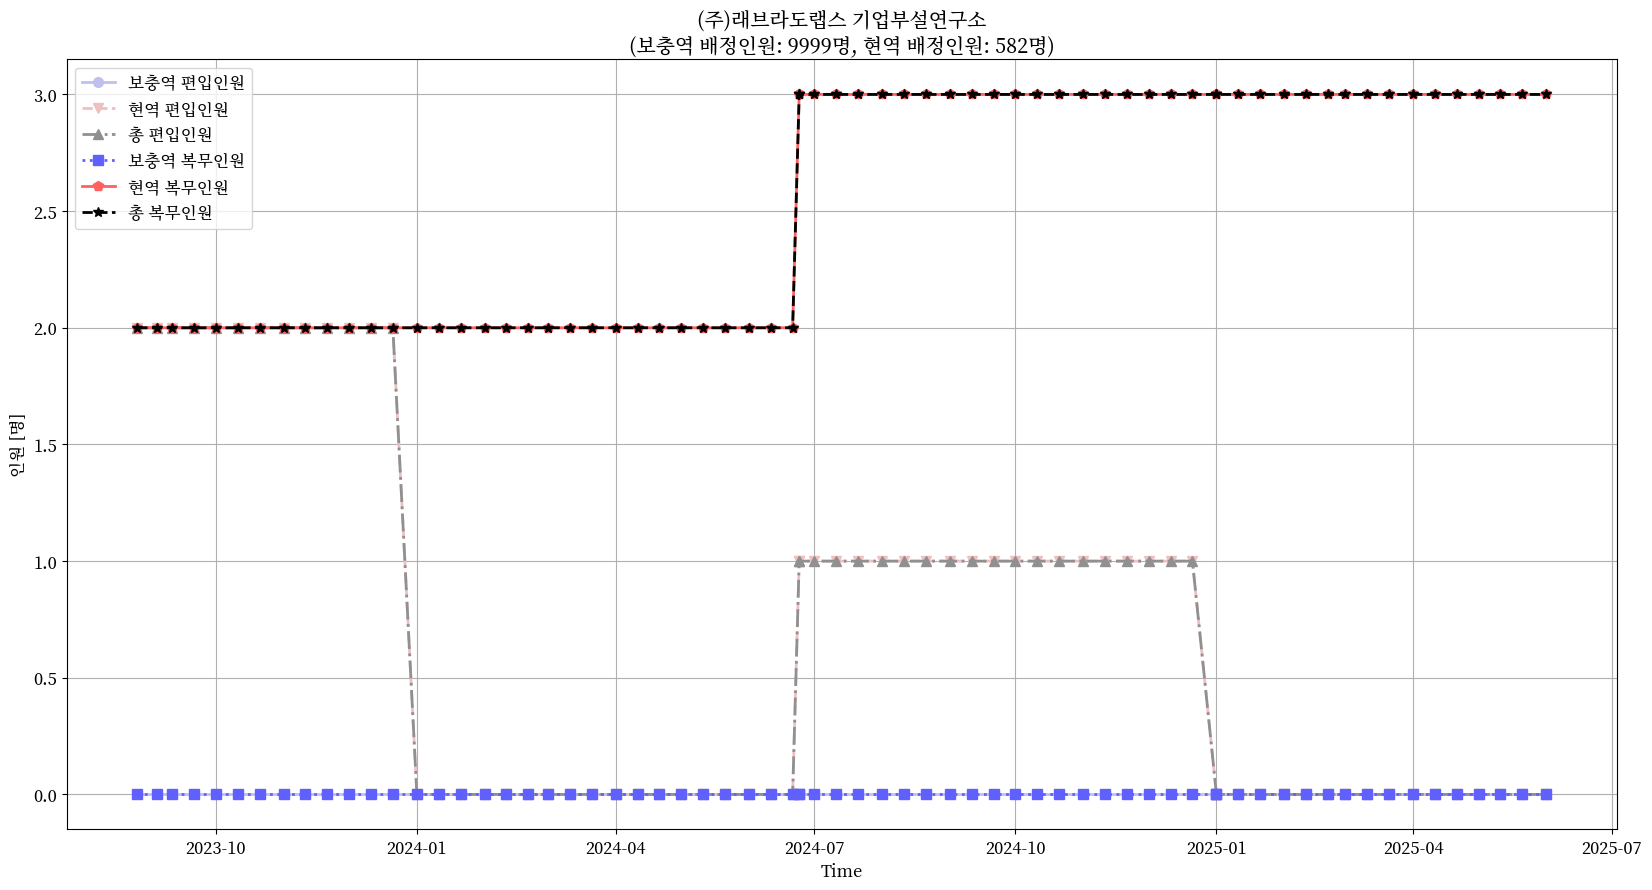 (주)래브라도랩스 기업부설연구소
(보충역 배정인원: 9999명, 현역 배정인원: 582명)
보충역 편입인원
현역 편입인원
총 편입인원
보충역 복무인원
현역 복무인원
총 복무인원
3.0
2.5
2.0
1.5
1.0
0.5
0.0
인원 [명]
2023-10
2024-01
2024-04
2024-07
2024-10
2025-01
2025-04
2025-07
Time